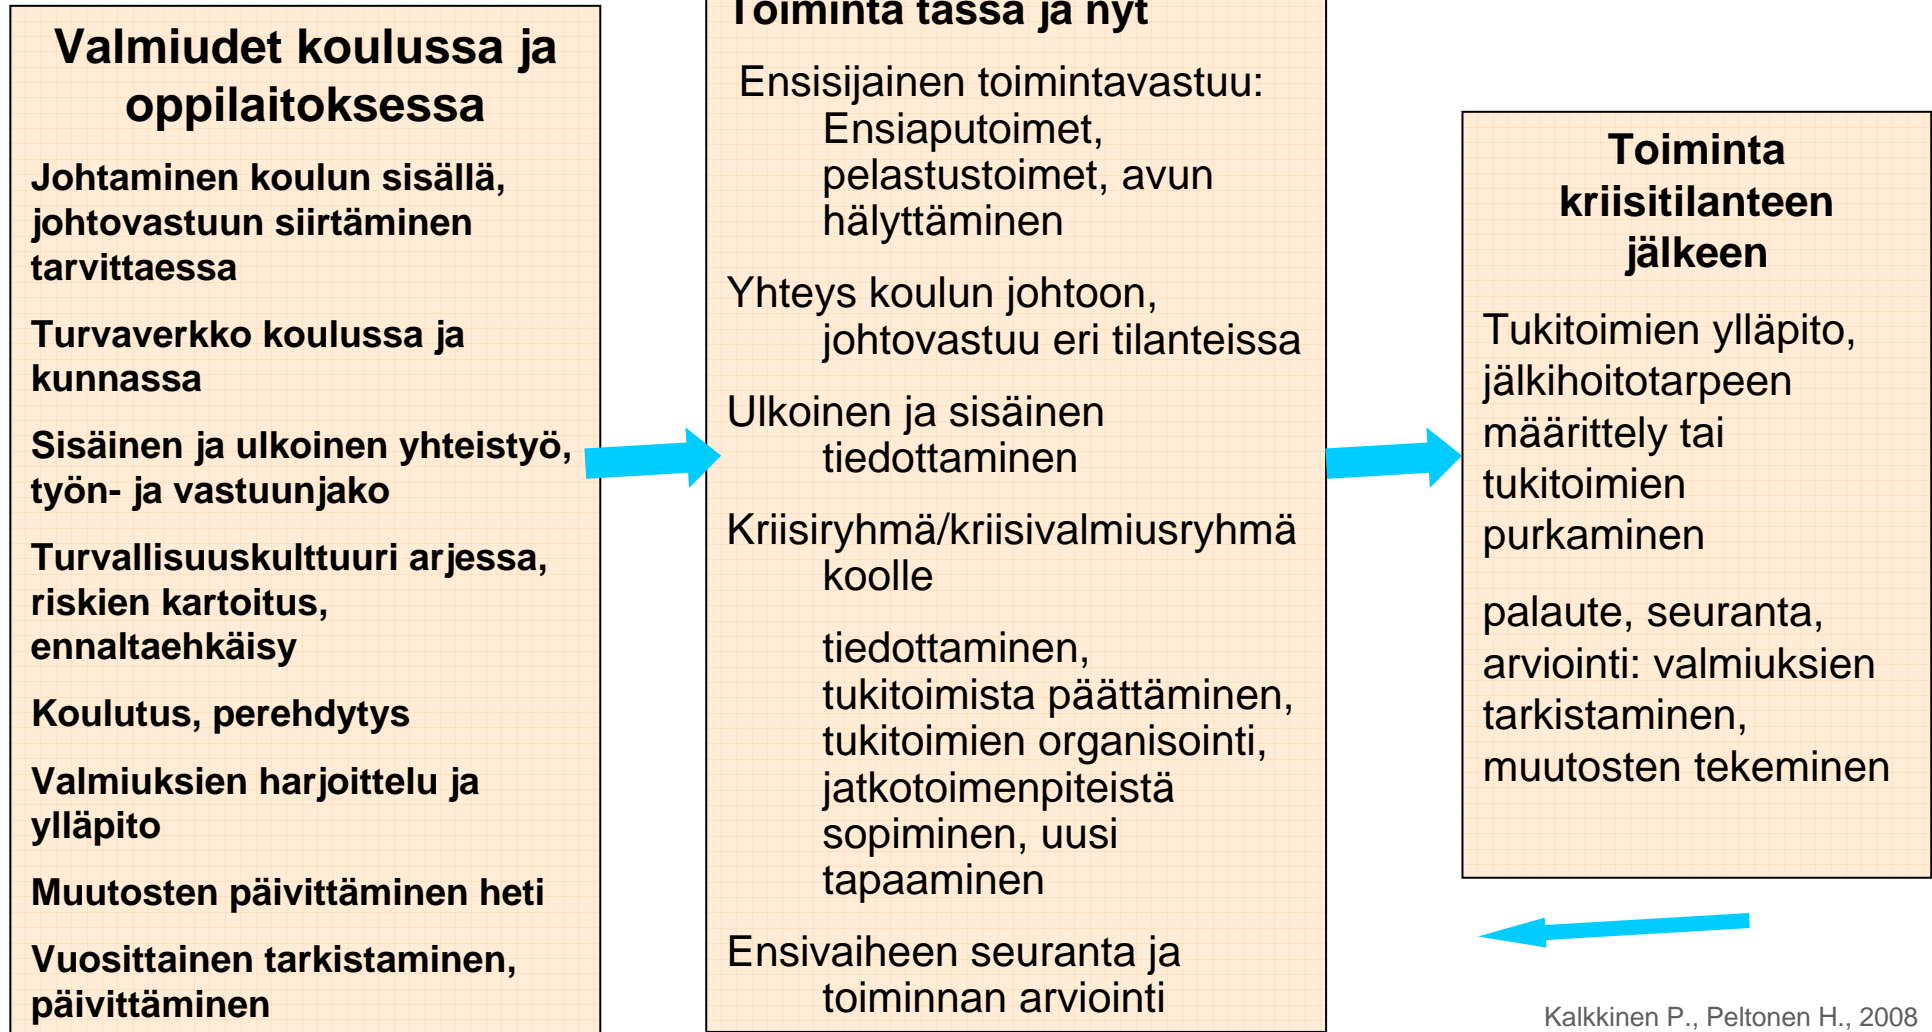 Valmiudet koulussa ja
oppilaitoksessa
Johtaminen koulun sisällä,
johtovastuun siirtäminen
tarvittaessa
Turvaverkko koulussa ja
kunnassa
Sisäinen ja ulkoinen yhteistyö,
työn- ja vastuunjako
Turvallisuuskulttuuri arjessa,
riskien kartoitus,
ennaltaehkäisy
Koulutus, perehdytys
Valmiuksien harjoittelu ja
ylläpito
Muutosten päivittäminen heti
Vuosittainen tarkistaminen,
päivittäminen
Toiminta tässä ja nyt
Ensisijainen toimintavastuu:
Ensiaputoimet,
pelastustoimet, avun
hälyttäminen
Yhteys koulun johtoon,
johtovastuu eri tilanteissa
Ulkoinen ja sisäinen
tiedottaminen
Kriisiryhmä/kriisivalmiusryhmä
koolle
tiedottaminen,
tukitoimista päättäminen,
tukitoimien organisointi,
jatkotoimenpiteistä
sopiminen, uusi
tapaaminen
Ensivaiheen seuranta ja
toiminnan arviointi
Toiminta
kriisitilanteen
jälkeen
Tukitoimien ylläpito,
jälkihoitotarpeen
määrittely tai
tukitoimien
purkaminen
palaute, seuranta,
arviointi: valmiuksien
tarkistaminen,
muutosten tekeminen
Kalkkinen P., Peltonen H., 2008